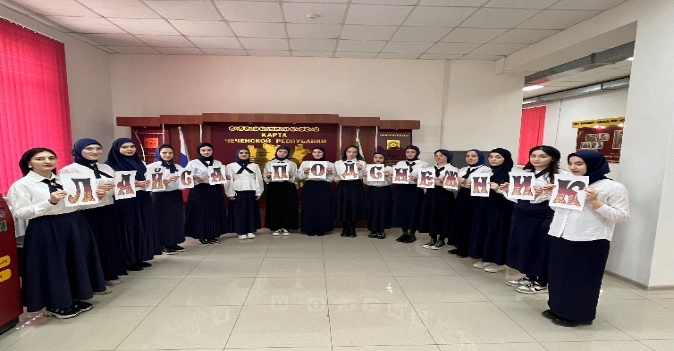 КАРТА
ЧЕЧЕНСКОЙ РЕСПУБЛИКИ
ЛАЙСА ПОДСНЕЖНИК